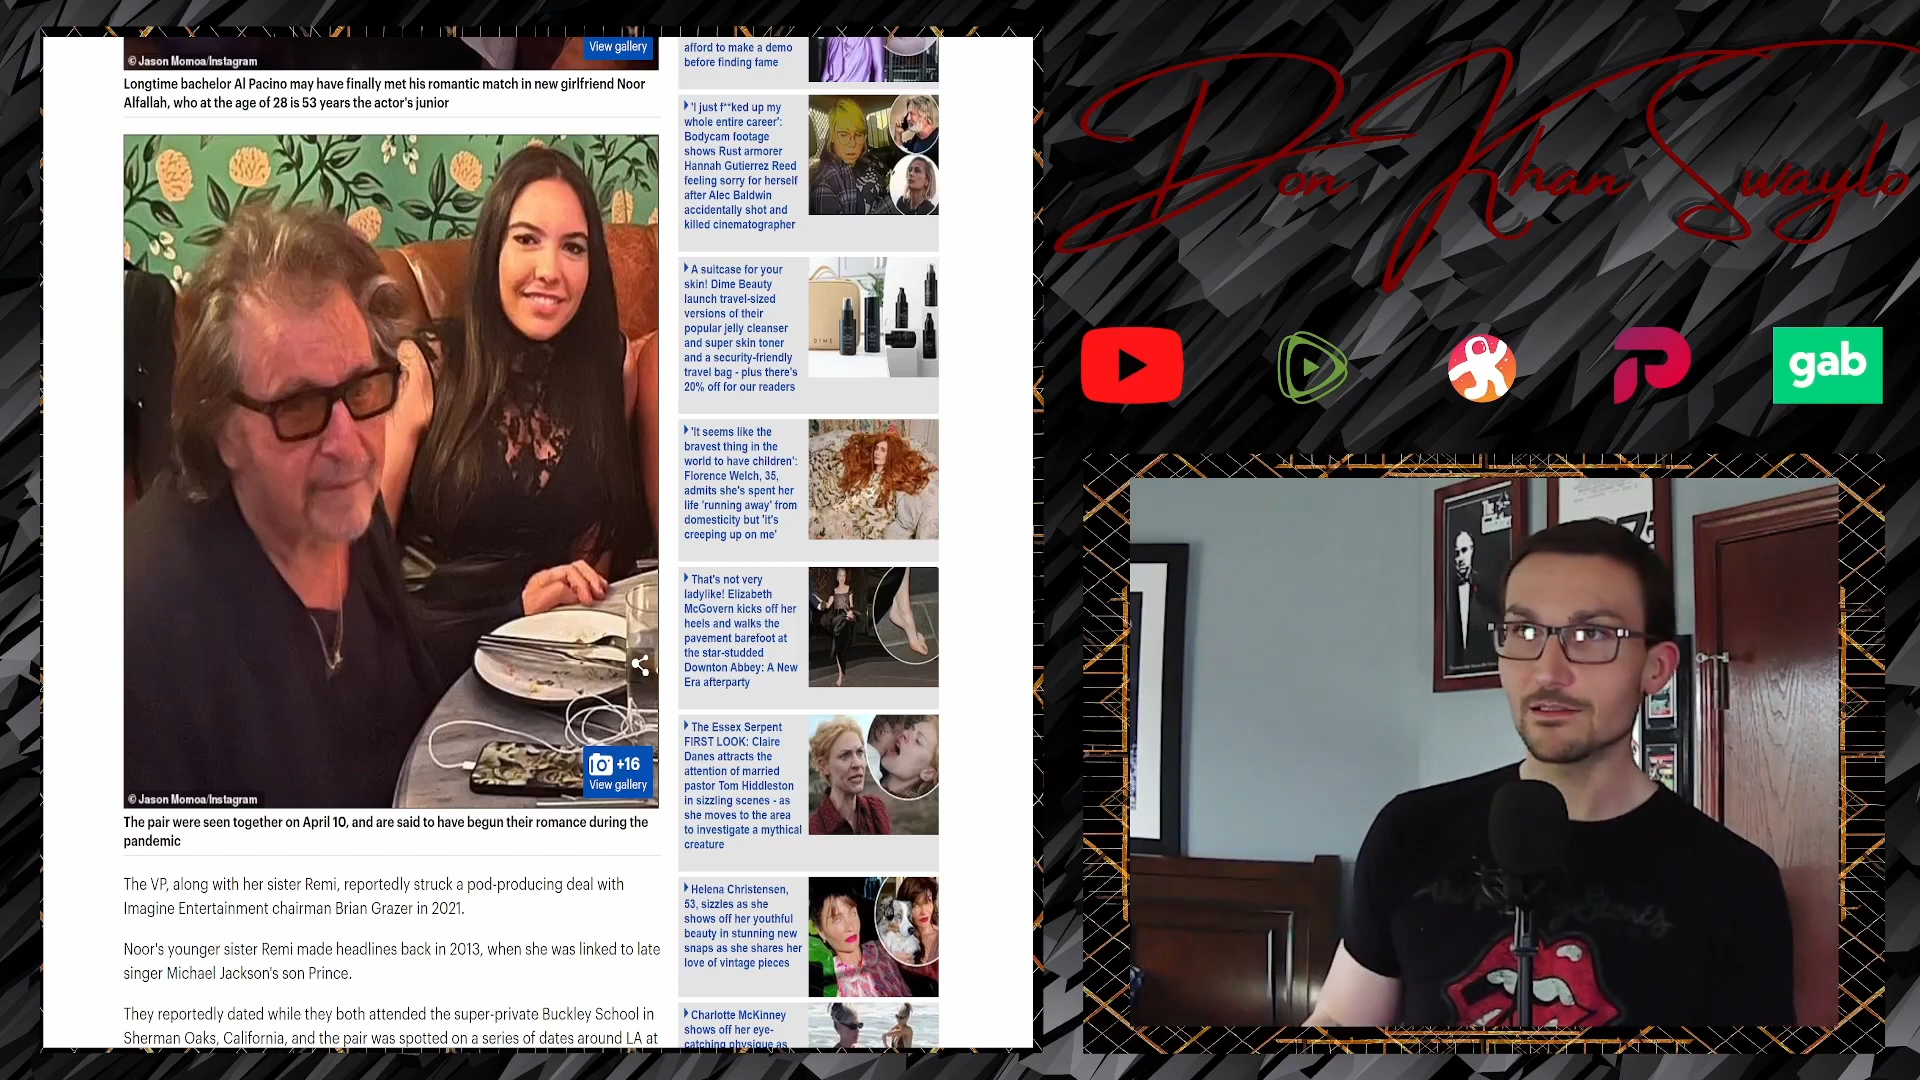 View gallery
© Jason Momoa/Instagram
Longtime bachelor Al Pacino may have finally met his romantic match in new girlfriend Noor
Alfallah, who at the age of 28 is 53 years the actor's junior
+16
View gallery
© Jason Momoa/Instagram
The pair were seen together on April 10, and are said to have begun their romance during the
pandemic
The VP, along with her sister Remi, reportedly struck a pod-producing deal with
Imagine Entertainment chairman Brian Grazer in 2021.
Noor's younger sister Remi made headlines back in 2013, when she was linked to late
singer Michael Jackson's son Prince.
They reportedly dated while they both attended the super-private Buckley School in
Sherman Oaks, California, and the pair was spotted on a series of dates around LA at
afford to make a demo
before finding fame
'I just f**ked up my
whole entire career':
Bodycam footage
shows Rust armorer
Hannah Gutierrez Reed
feeling sorry for herself
after Alec Baldwin
accidentally shot and
killed cinematographer
A suitcase for your
skin! Dime Beauty
launch travel-sized
versions of their
popular jelly cleanser
and super skin toner
and a security-friendly
travel bag - plus there's
20% off for our readers
DIME
'It seems like the
bravest thing in the
world to have children':
Florence Welch, 35,
admits she's spent her
life 'running away' from
domesticity but 'it's
creeping up on me'
That's not very
ladylike! Elizabeth
McGovern kicks off her
heels and walks the
pavement barefoot at
the star-studded
Downton Abbey: A New
Era afterparty
The Essex Serpent
FIRST LOOK: Claire
Danes attracts the
attention of married
pastor Tom Hiddleston
in sizzling scenes - as
she moves to the area
to investigate a mythical
creature
Helena Christensen,
53, sizzles as she
shows off her youthful
beauty in stunning new
snaps as she shares her
love of vintage pieces
Charlotte McKinney
shows off her eye-
catching physique as
Don Khan Swaylo
gab